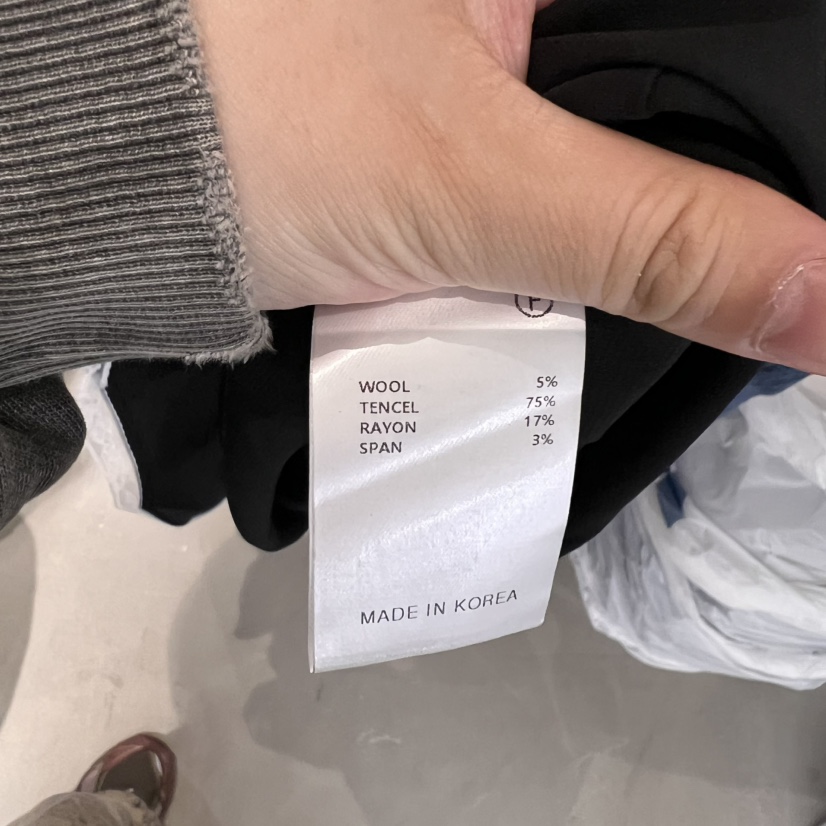 P
WOOL 5%
TENCEL 75%
RAYON 17%
SPAN 3%
MADE IN KOREA